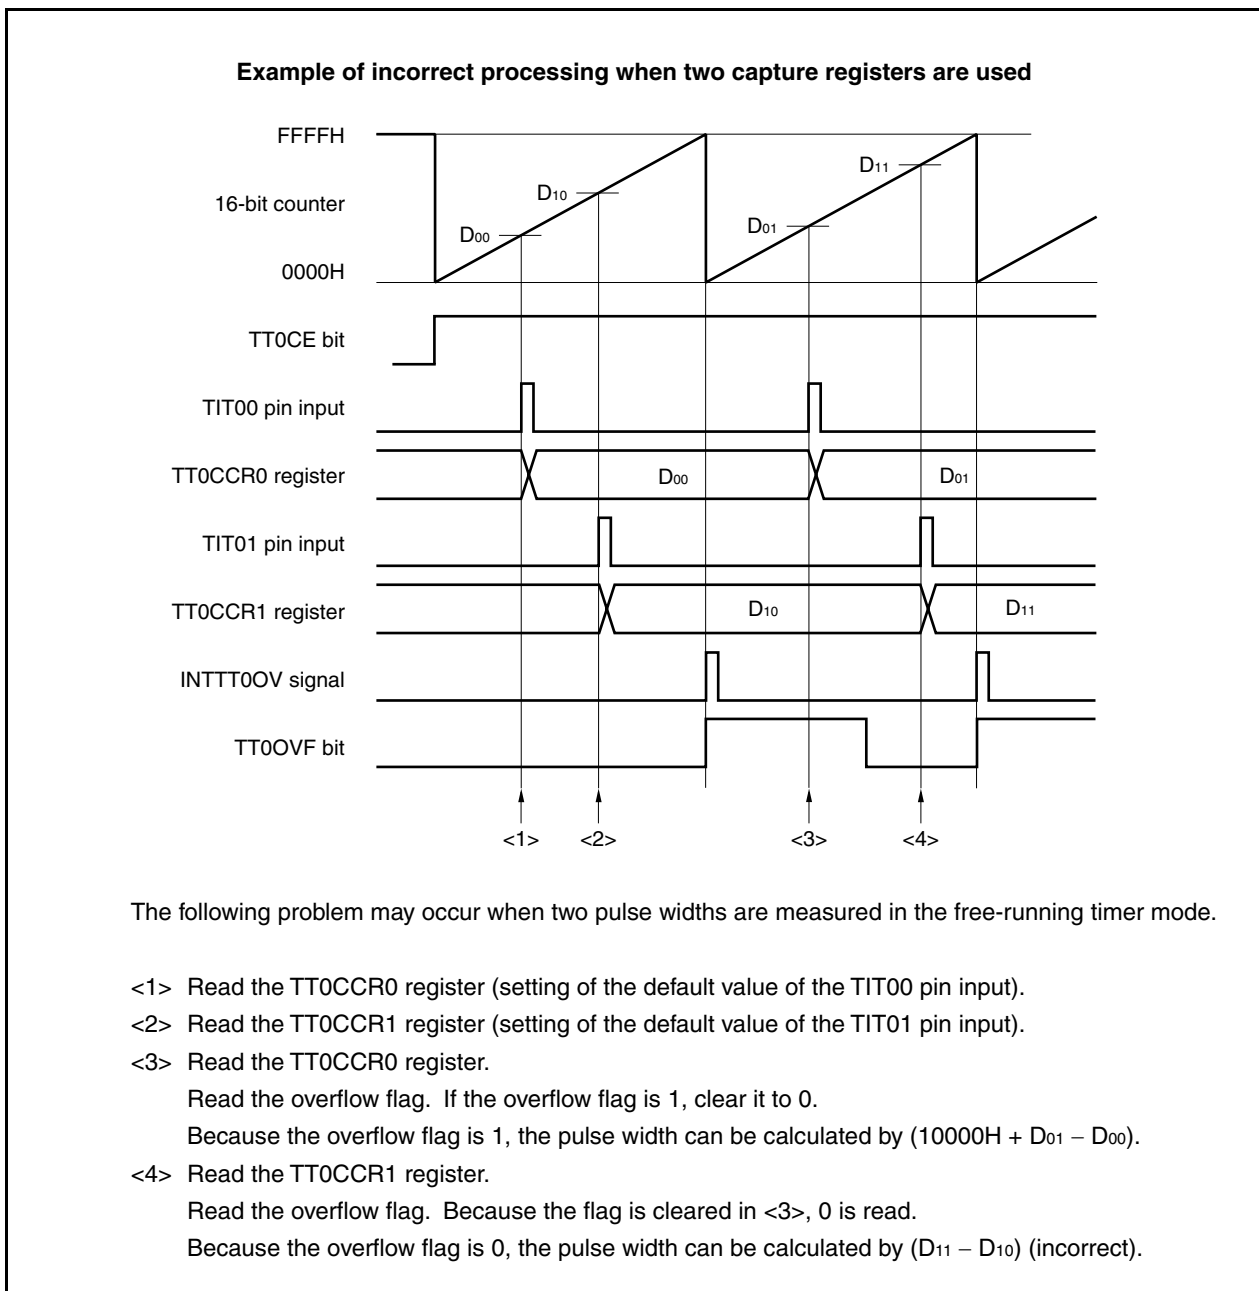 Example of incorrect processing when two capture registers are used
FFFFH
D11
D10
16-bit counter
D01
D00
0000H
TT0CE bit
TIT00 pin input
TT0CCR0 register
D00
D01
TIT01 pin input
TT0CCR1 register
D10
D11
INTTT0OV signal
TT0OVF bit
<1> <2> <3> <4>
The following problem may occur when two pulse widths are measured in the free-running timer mode.
<1> Read the TT0CCR0 register (setting of the default value of the TIT00 pin input).
<2> Read the TT0CCR1 register (setting of the default value of the TIT01 pin input).
<3> Read the TT0CCR0 register.
Read the overflow flag. If the overflow flag is 1, clear it to 0.
Because the overflow flag is 1, the pulse width can be calculated by (10000H + D01 − D00).
<4> Read the TT0CCR1 register.
Read the overflow flag. Because the flag is cleared in <3>, 0 is read.
Because the overflow flag is 0, the pulse width can be calculated by (D11 − D10) (incorrect).